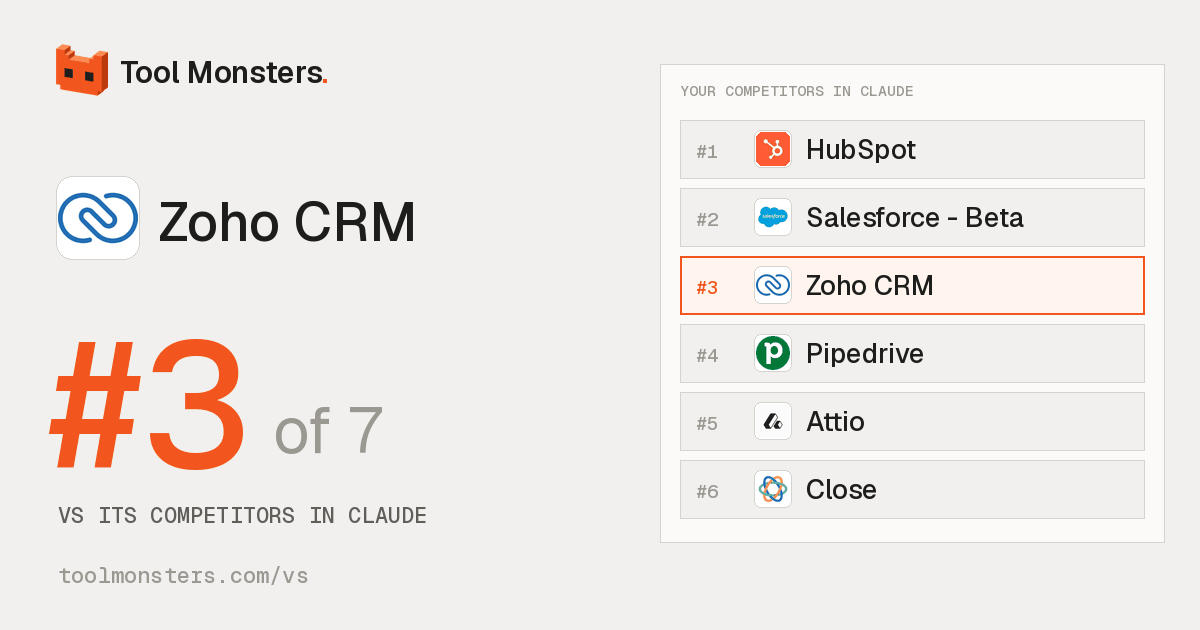 Tool Monsters.
Zoho CRM
#3 of 7
VS ITS COMPETITORS IN CLAUDE
toolmonsters.com/vs
YOUR COMPETITORS IN CLAUDE
#1 HubSpot
#2 salesforce Salesforce - Beta
#3 Zoho CRM
#4 p Pipedrive
#5 Attio
#6 Close